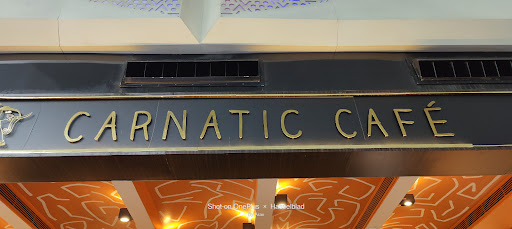 CARNATIC CAFÉ
Shot on OnePlus × Hasselblad